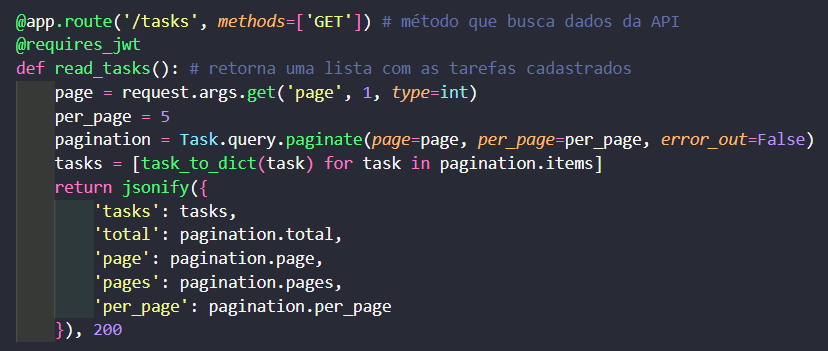 @app.route('/tasks', methods=['GET']) # método que busca dados da API
@requires_jwt
def read_tasks(): # retorna uma lista com as tarefas cadastrados
    page = request.args.get('page', 1, type=int)
    per_page = 5
    pagination = Task.query.paginate(page=page, per_page=per_page, error_out=False)
    tasks = [task_to_dict(task) for task in pagination.items]
    return jsonify({
        'tasks': tasks,
        'total': pagination.total,
        'page': pagination.page,
        'pages': pagination.pages,
        'per_page': pagination.per_page
    }), 200